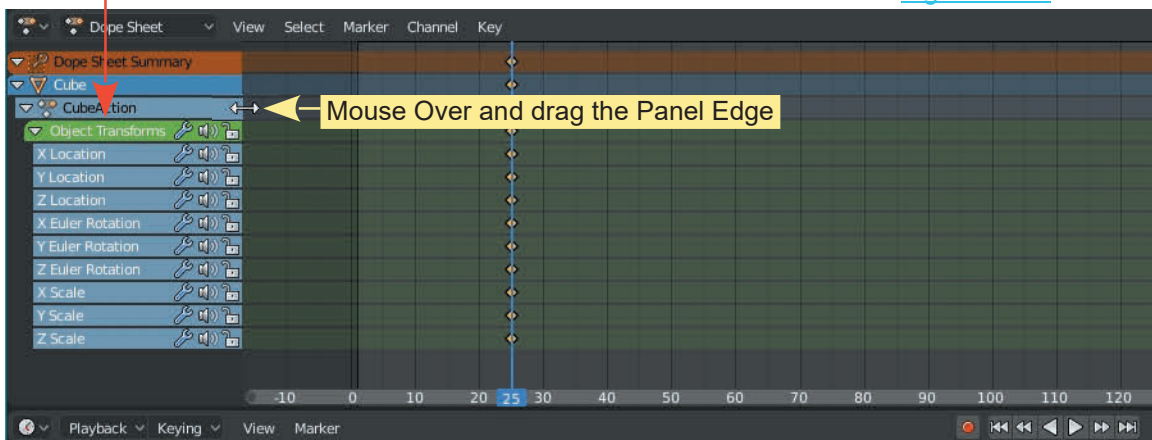 Dope Sheet View Select Marker Channel Key
Dope Sheet Summary
Cube
CubeAction
Mouse Over and drag the Panel Edge
Object Transforms
X Location
Y Location
Z Location
X Euler Rotation
Y Euler Rotation
Z Euler Rotation
X Scale
Y Scale
Z Scale
-10 0 10 20 25 30 40 50 60 70 80 90 100 110 120
Playback Keying View Marker